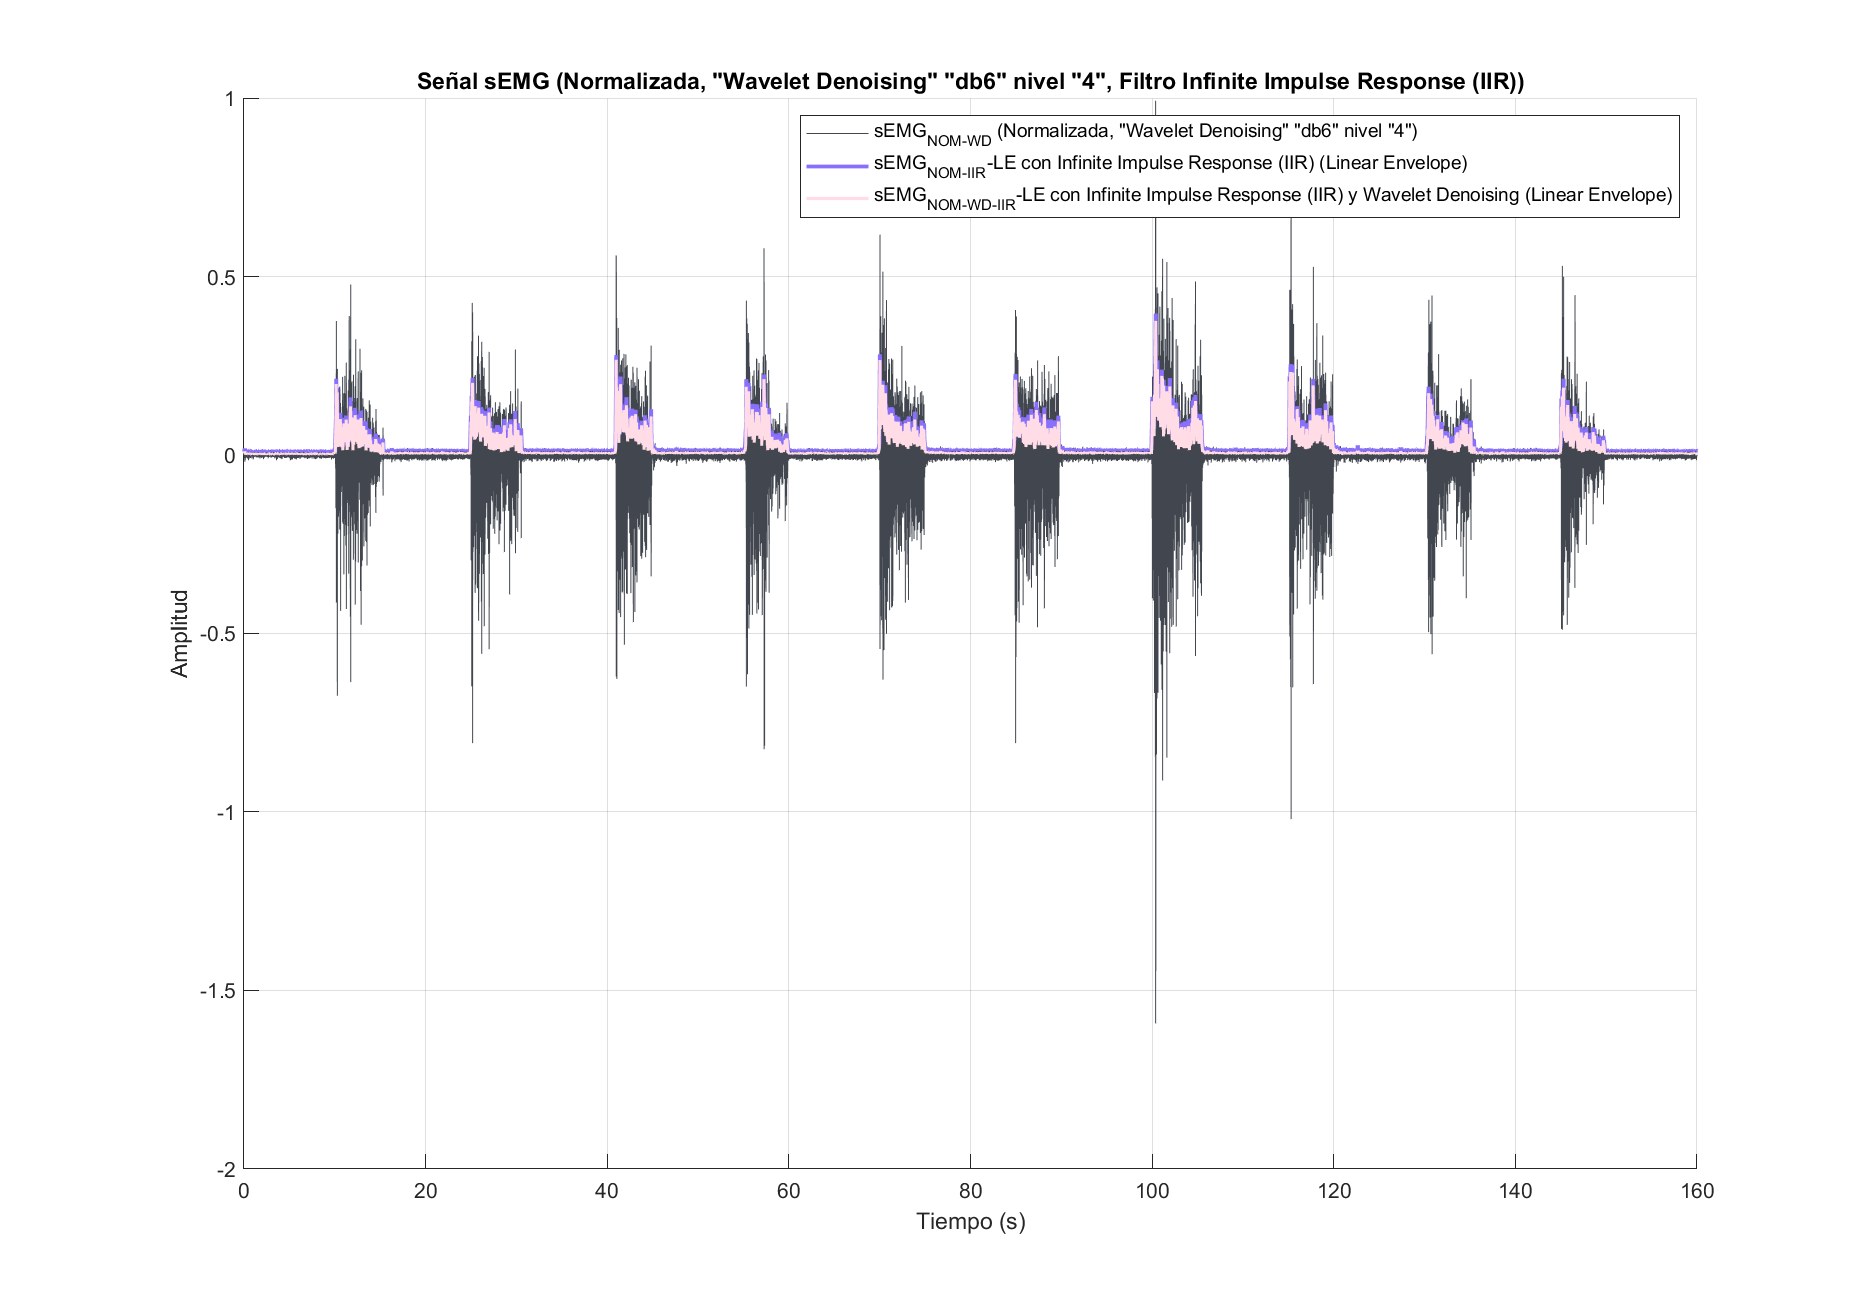 Señal sEMG (Normalizada, "Wavelet Denoising" "db6" nivel "4", Filtro Infinite Impulse Response (IIR))
sEMG_NOM-WD (Normalizada, "Wavelet Denoising" "db6" nivel "4")
sEMG_NOM-IIR-LE con Infinite Impulse Response (IIR) (Linear Envelope)
sEMG_NOM-WD-IIR-LE con Infinite Impulse Response (IIR) y Wavelet Denoising (Linear Envelope)
1
0.5
0
-0.5
-1
-1.5
-2
Amplitud
0 20 40 60 80 100 120 140 160
Tiempo (s)